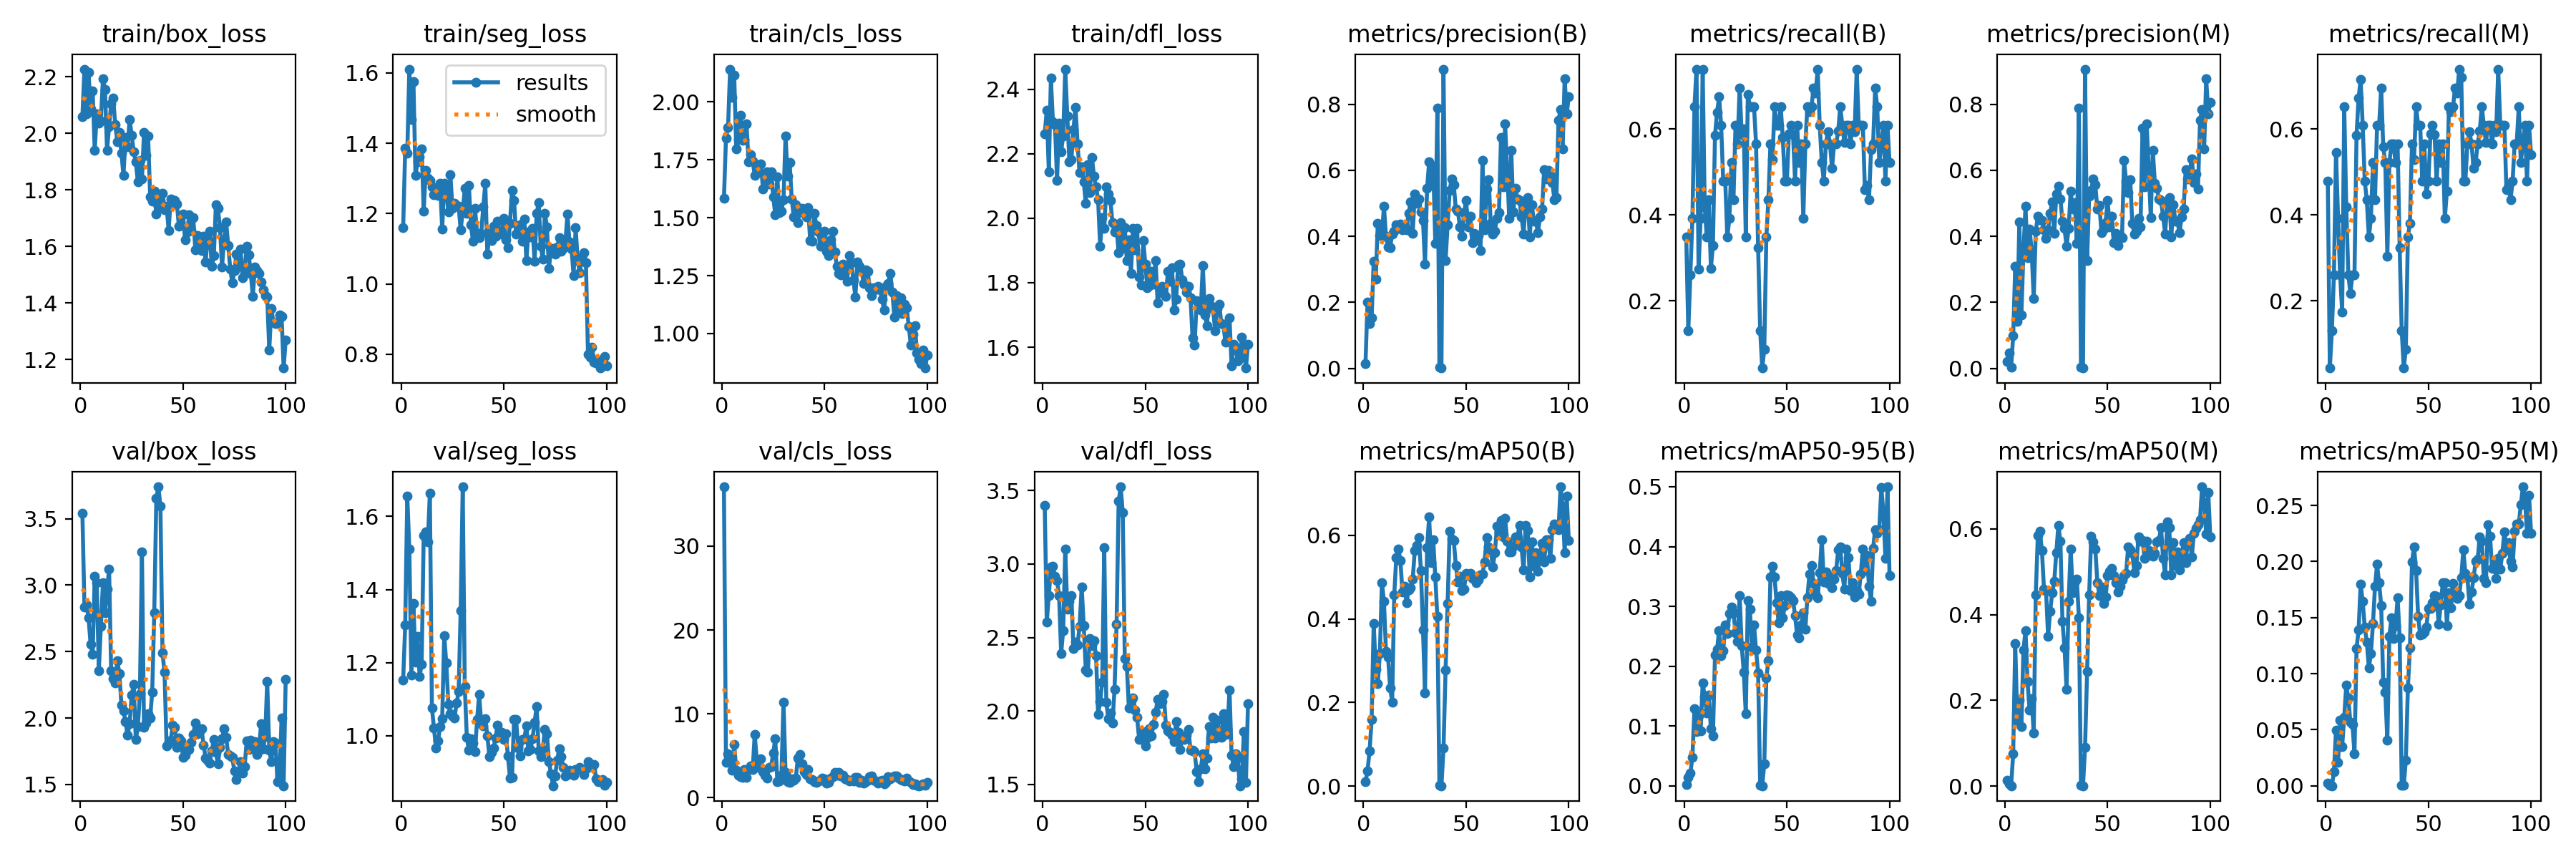 train/box_loss
train/seg_loss
train/cls_loss
train/dfl_loss
metrics/precision(B)
metrics/recall(B)
metrics/precision(M)
metrics/recall(M)
2.2
2.0
1.8
1.6
1.4
1.2
0 50 100
1.6
1.4
1.2
1.0
0.8
results
smooth
0 50 100
2.00
1.75
1.50
1.25
1.00
0 50 100
2.4
2.2
2.0
1.8
1.6
0 50 100
0.8
0.6
0.4
0.2
0.0
0 50 100
0.6
0.4
0.2
0 50 100
0.8
0.6
0.4
0.2
0.0
0 50 100
0.6
0.4
0.2
0 50 100
val/box_loss
val/seg_loss
val/cls_loss
val/dfl_loss
metrics/mAP50(B)
metrics/mAP50-95(B)
metrics/mAP50(M)
metrics/mAP50-95(M)
3.5
3.0
2.5
2.0
1.5
0 50 100
1.6
1.4
1.2
1.0
0 50 100
30
20
10
0
0 50 100
3.5
3.0
2.5
2.0
1.5
0 50 100
0.6
0.4
0.2
0.0
0 50 100
0.5
0.4
0.3
0.2
0.1
0.0
0 50 100
0.6
0.4
0.2
0.0
0 50 100
0.25
0.20
0.15
0.10
0.05
0.00
0 50 100